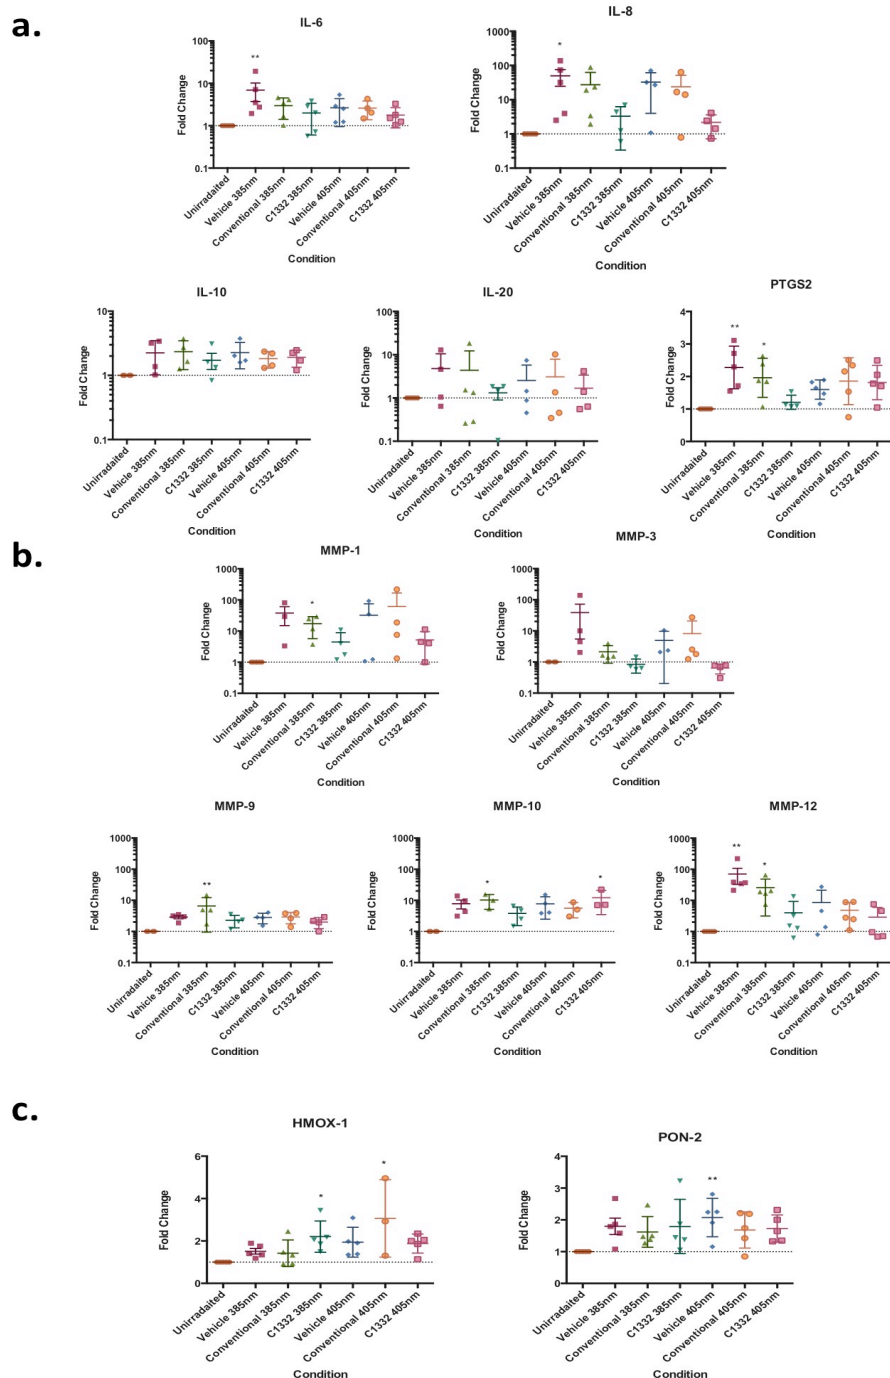 a.
IL-6
Fold Change
100
10
1
0.1
**
Unirradaited
Vehicle 385nm
Conventional 385nm
C1332 385nm
Vehicle 405nm
Conventional 405nm
C1332 405nm
Condition
IL-8
Fold Change
1000
100
10
1
0.1
*
Unirradaited
Vehicle 385nm
Conventional 385nm
C1332 385nm
Vehicle 405nm
Conventional 405nm
C1332 405nm
Condition
IL-10
Fold Change
10
1
0.1
Unirradaited
Vehicle 385nm
Conventional 385nm
C1332 385nm
Vehicle 405nm
Conventional 405nm
C1332 405nm
Condition
IL-20
Fold Change
100
10
1
0.1
Unirradaited
Vehicle 385nm
Conventional 385nm
C1332 385nm
Vehicle 405nm
Conventional 405nm
C1332 405nm
Condition
PTGS2
Fold Change
4
2
1
0
**
*
Unirradaited
Vehicle 385nm
Conventional 385nm
C1332 385nm
Vehicle 405nm
Conventional 405nm
C1332 405nm
Condition
b.
MMP-1
Fold Change
1000
100
10
1
0.1
*
Unirradaited
Vehicle 385nm
Conventional 385nm
C1332 385nm
Vehicle 405nm
Conventional 405nm
C1332 405nm
Condition
MMP-3
Fold Change
1000
100
10
1
0.1
Unirradaited
Vehicle 385nm
Conventional 385nm
C1332 385nm
Vehicle 405nm
Conventional 405nm
C1332 405nm
Condition
MMP-9
Fold Change
1000
100
10
1
0.1
**
Unirradaited
Vehicle 385nm
Conventional 385nm
C1332 385nm
Vehicle 405nm
Conventional 405nm
C1332 405nm
Condition
MMP-10
Fold Change
1000
100
10
1
0.1
*
*
Unirradaited
Vehicle 385nm
Conventional 385nm
C1332 385nm
Vehicle 405nm
Conventional 405nm
C1332 405nm
Condition
MMP-12
Fold Change
1000
100
10
1
0.1
**
*
Unirradaited
Vehicle 385nm
Conventional 385nm
C1332 385nm
Vehicle 405nm
Conventional 405nm
C1332 405nm
Condition
c.
HMOX-1
Fold Change
6
4
2
0
*
*
Unirradaited
Vehicle 385nm
Conventional 385nm
C1332 385nm
Vehicle 405nm
Conventional 405nm
C1332 405nm
Condition
PON-2
Fold Change
4
3
2
1
0
**
Unirradaited
Vehicle 385nm
Conventional 385nm
C1332 385nm
Vehicle 405nm
Conventional 405nm
C1332 405nm
Condition